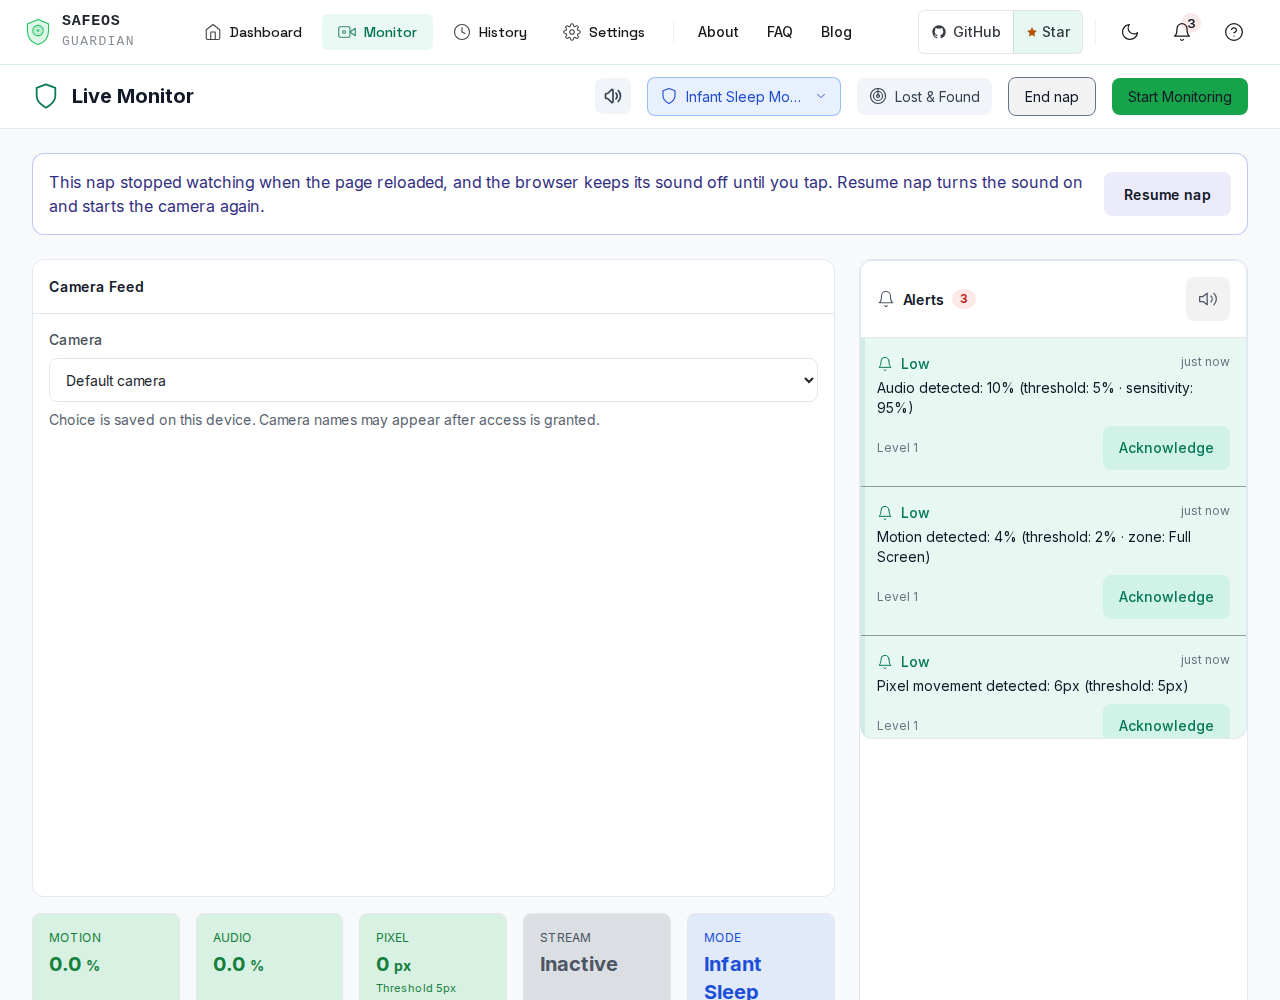 SAFEOS
GUARDIAN
Dashboard
Monitor
History
Settings
About
FAQ
Blog
GitHub
Star
3
Live Monitor
Infant Sleep Mo...
Lost & Found
End nap
Start Monitoring
This nap stopped watching when the page reloaded, and the browser keeps its sound off until you tap. Resume nap turns the sound on
and starts the camera again.
Resume nap
Camera Feed
Camera
Default camera
Choice is saved on this device. Camera names may appear after access is granted.
Alerts 3
Low
just now
Audio detected: 10% (threshold: 5% · sensitivity:
95%)
Level 1
Acknowledge
Low
just now
Motion detected: 4% (threshold: 2% · zone: Full
Screen)
Level 1
Acknowledge
Low
just now
Pixel movement detected: 6px (threshold: 5px)
Level 1
Acknowledge
MOTION
0.0 %
AUDIO
0.0 %
PIXEL
0 px
Threshold 5px
STREAM
Inactive
MODE
Infant
Sleep